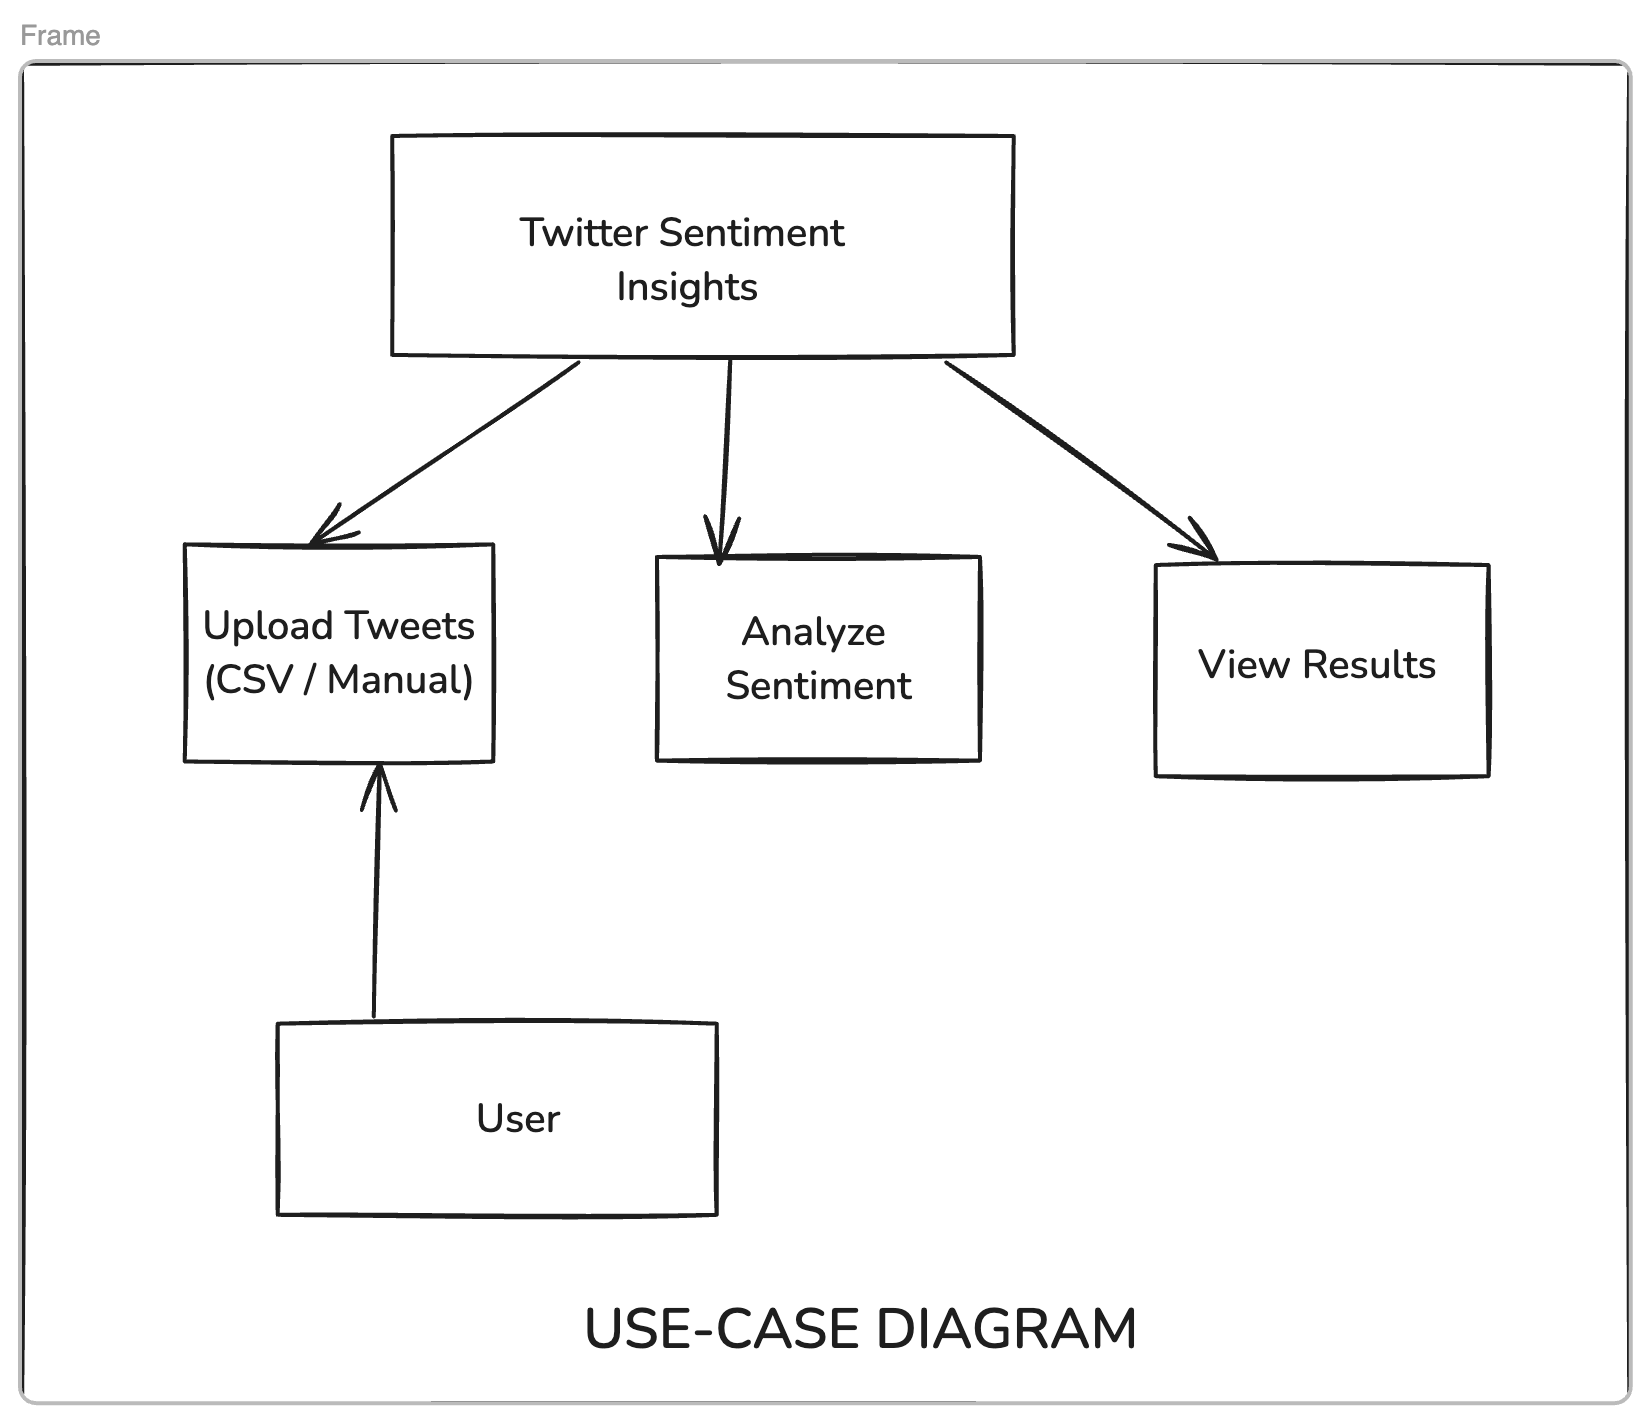 Frame
Twitter Sentiment
Insights
Upload Tweets
(CSV / Manual)
Analyze
Sentiment
View Results
User
USE-CASE DIAGRAM